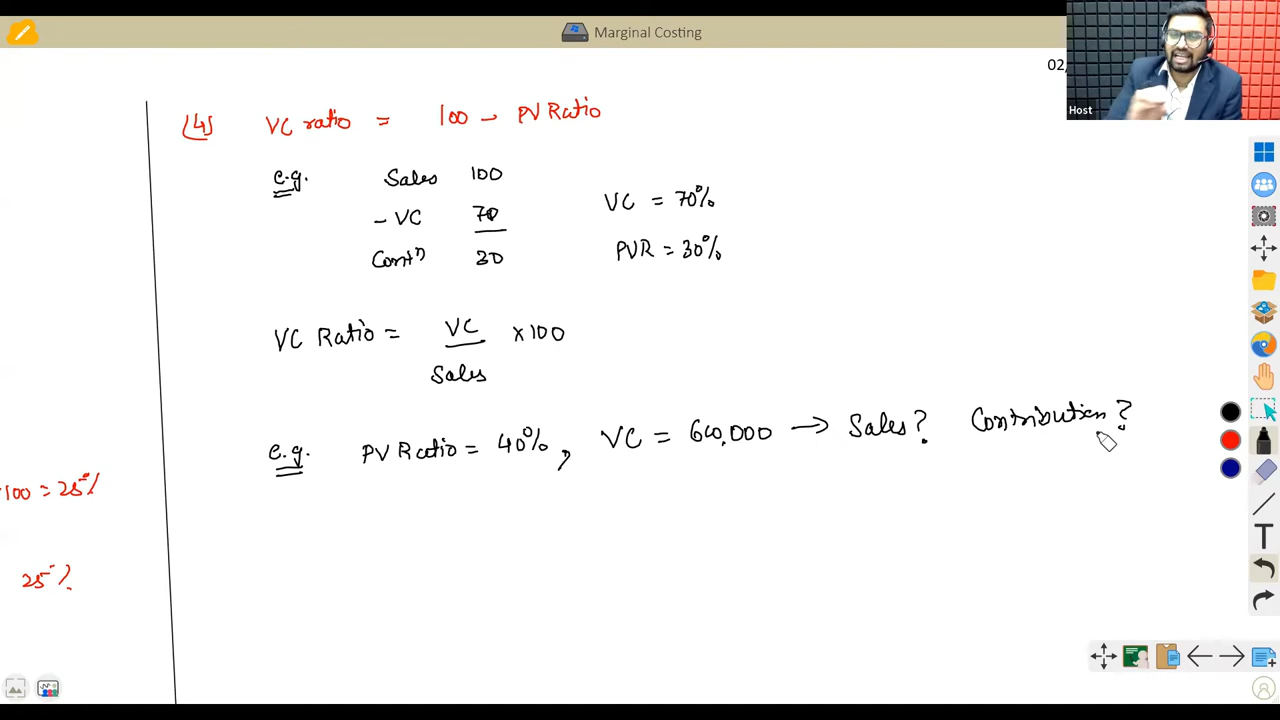 Marginal Costing
02/
Host
(4) VC ratio = 100 - PV Ratio
e.g. Sales 100
- VC 70
Contn 30
VC = 70%
PVR = 30%
VC Ratio = VC / Sales × 100
e.g. PV Ratio = 40%, VC = 60,000 → Sales? Contribution?
×100 = 25%
25%
T